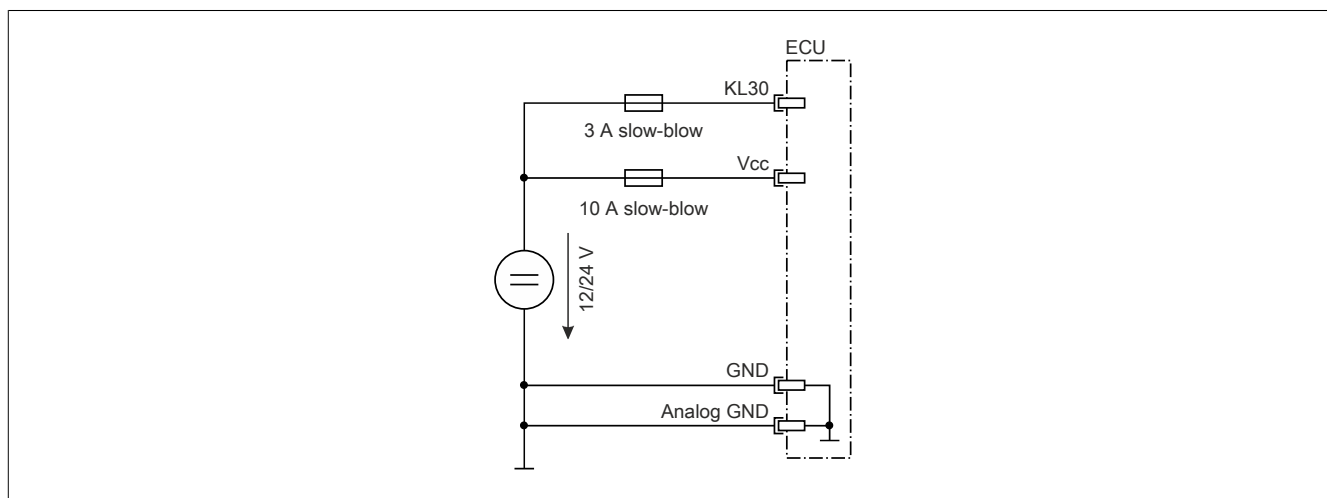 ECU
KL30
3 A slow-blow
Vcc
10 A slow-blow
12/24 V
GND
Analog GND